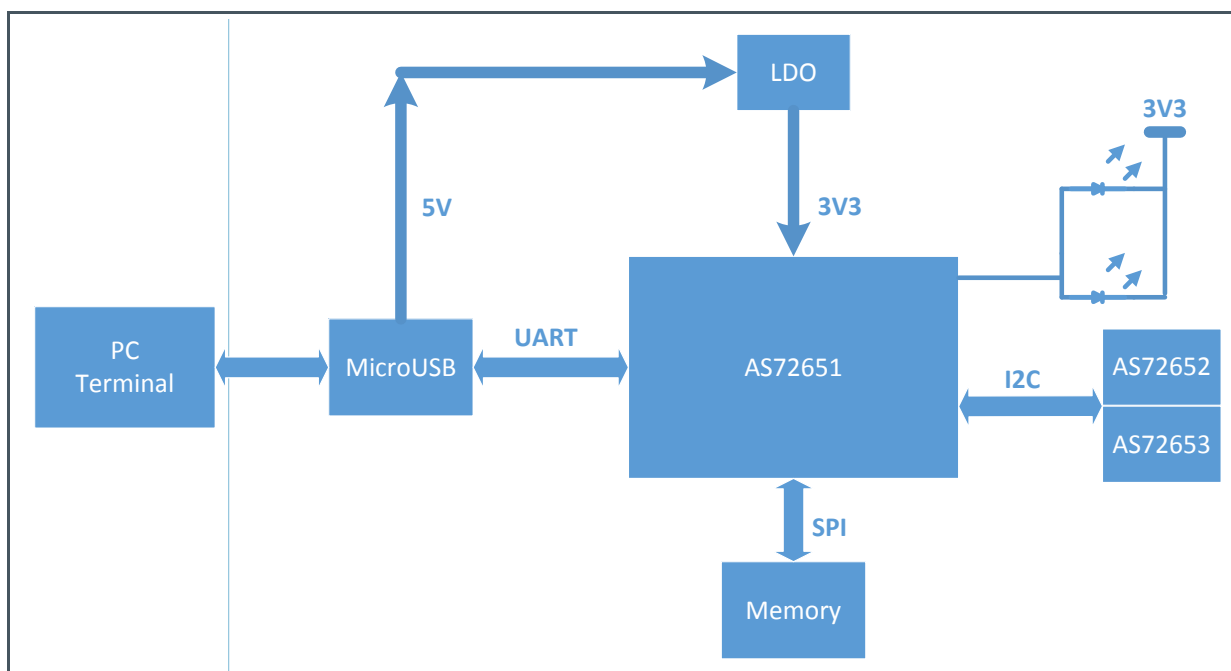 LDO
3V3
5V
3V3
PC
Terminal
MicroUSB
UART
AS72651
I2C
AS72652
AS72653
SPI
Memory